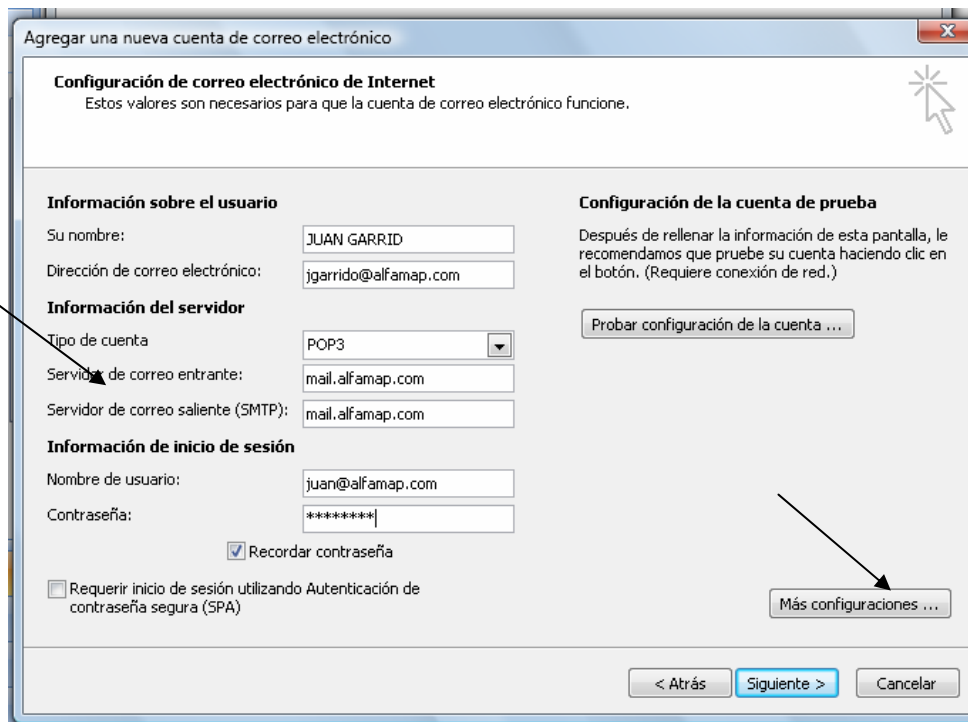 Agregar una nueva cuenta de correo electrónico
Configuración de correo electrónico de Internet
Estos valores son necesarios para que la cuenta de correo electrónico funcione.
Información sobre el usuario
Su nombre: JUAN GARRID
Dirección de correo electrónico: jgarrido@alfamap.com
Información del servidor
Tipo de cuenta POP3
Servidor de correo entrante: mail.alfamap.com
Servidor de correo saliente (SMTP): mail.alfamap.com
Información de inicio de sesión
Nombre de usuario: juan@alfamap.com
Contraseña: ********
Recordar contraseña
Requerir inicio de sesión utilizando Autenticación de
contraseña segura (SPA)
Configuración de la cuenta de prueba
Después de rellenar la información de esta pantalla, le
recomendamos que pruebe su cuenta haciendo clic en
el botón. (Requiere conexión de red.)
Probar configuración de la cuenta ...
Más configuraciones ...
< Atrás Siguiente > Cancelar